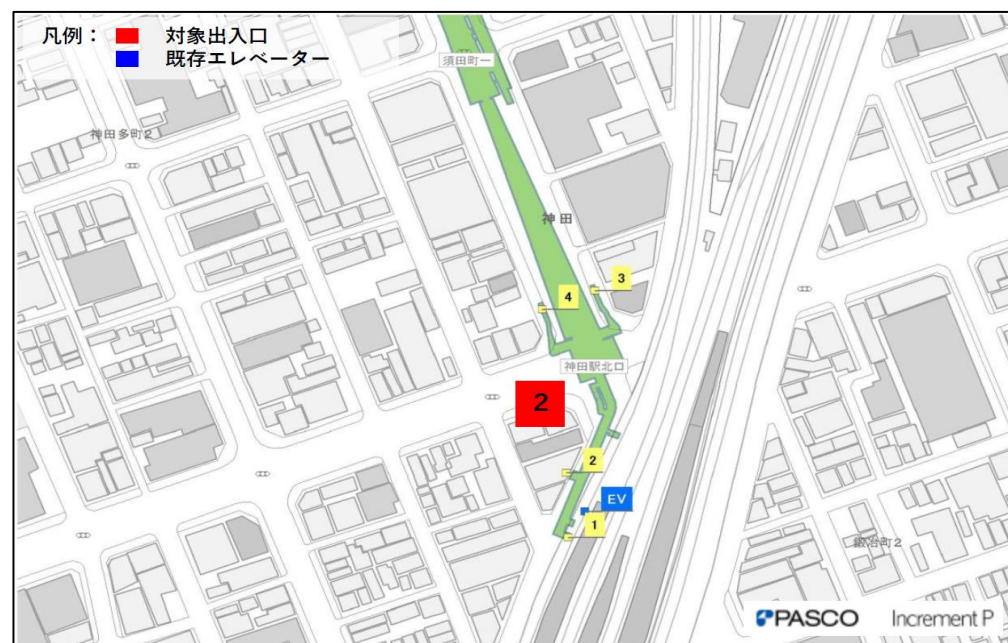 凡例： 対象出入口
既存エレベーター
須田町一
神田多町2
神田
3
4
神田駅北口
2
2
EV
1
鍛冶町2
PASCO Increment P